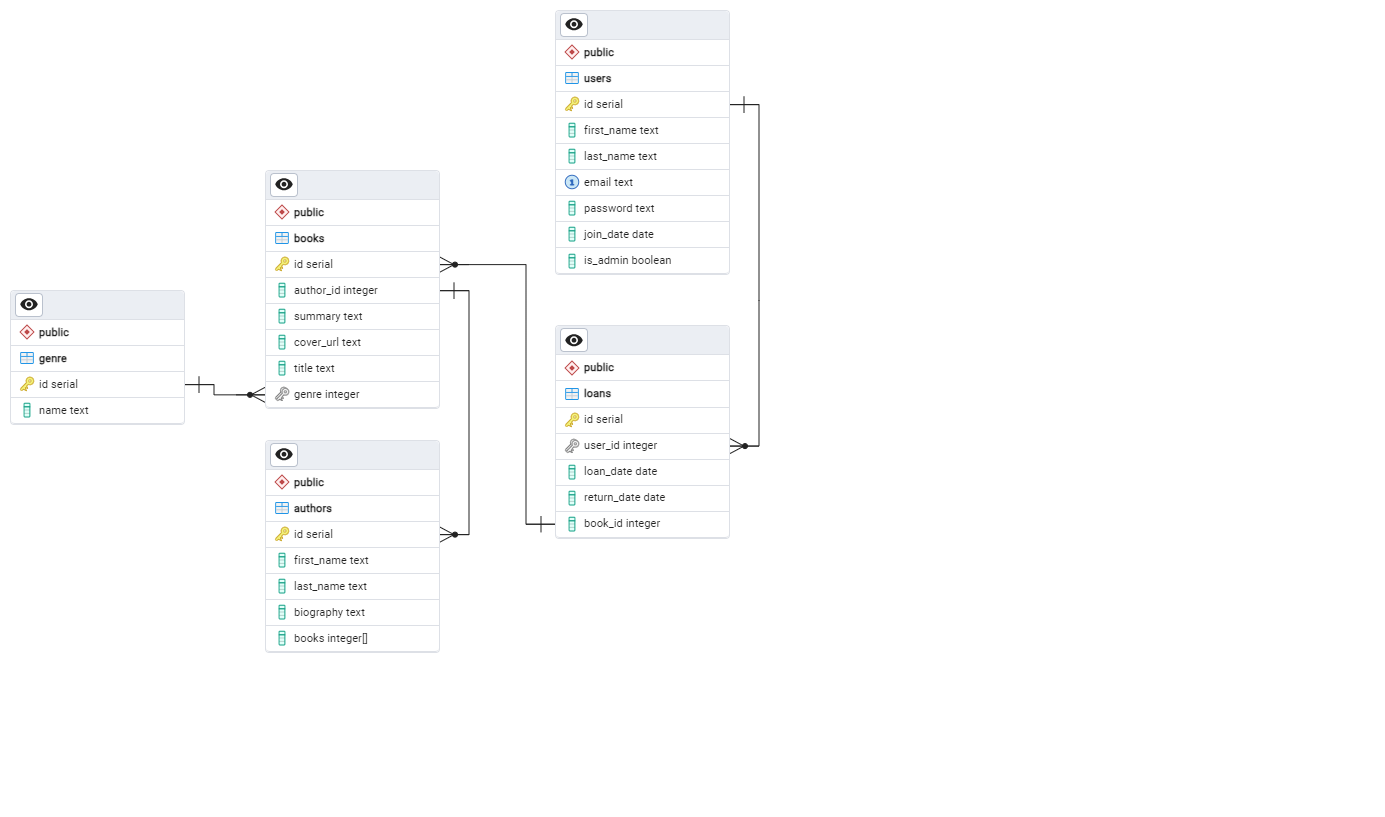 public
users
id serial
first_name text
last_name text
1 email text
password text
join_date date
is_admin boolean
public
books
id serial
author_id integer
summary text
cover_url text
title text
genre integer
public
genre
id serial
name text
public
loans
id serial
user_id integer
loan_date date
return_date date
book_id integer
public
authors
id serial
first_name text
last_name text
biography text
books integer[]